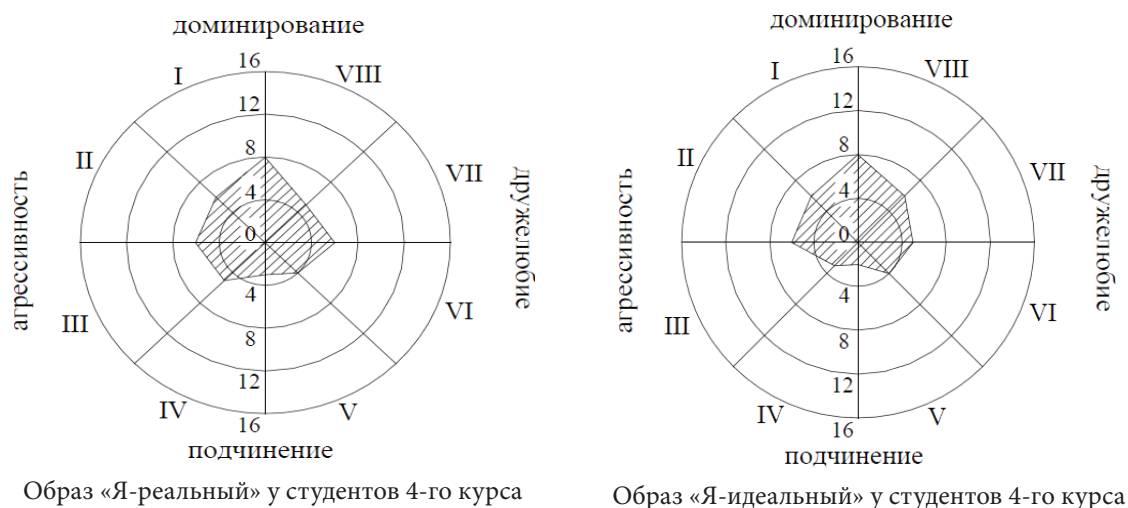 доминирование
16
I
VIII
12
II
8
VII
4
агрессивность
0
дружелнобие
4
III
VI
8
12
IV
V
16
подчинение
Образ «Я-реальный» у студентов 4-го курса
доминирование
16
I
VIII
12
II
8
VII
4
агрессивность
0
дружелнобие
4
III
VI
8
12
IV
V
16
подчинение
Образ «Я-идеальный» у студентов 4-го курса